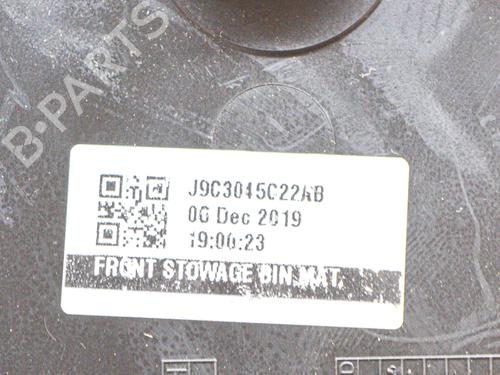 B-PARTS
J9C3045C22AB
06 Dec 2019
19:00:23
FRONT STOWAGE BIN MAT.